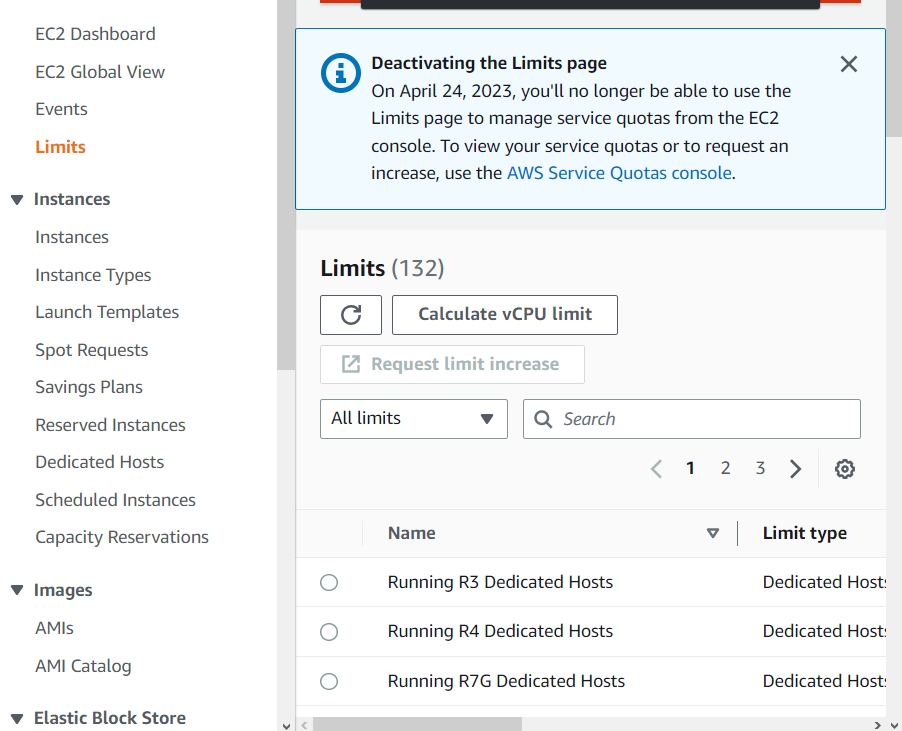 EC2 Dashboard
EC2 Global View
Events
Limits
Instances
Instances
Instance Types
Launch Templates
Spot Requests
Savings Plans
Reserved Instances
Dedicated Hosts
Scheduled Instances
Capacity Reservations
Images
AMIs
AMI Catalog
Elastic Block Store
Deactivating the Limits page
On April 24, 2023, you'll no longer be able to use the
Limits page to manage service quotas from the EC2
console. To view your service quotas or to request an
increase, use the AWS Service Quotas console.
Limits (132)
Calculate vCPU limit
Request limit increase
All limits
Search
1 2 3
Name Limit type
Running R3 Dedicated Hosts Dedicated Hosts
Running R4 Dedicated Hosts Dedicated Hosts
Running R7G Dedicated Hosts Dedicated Hosts